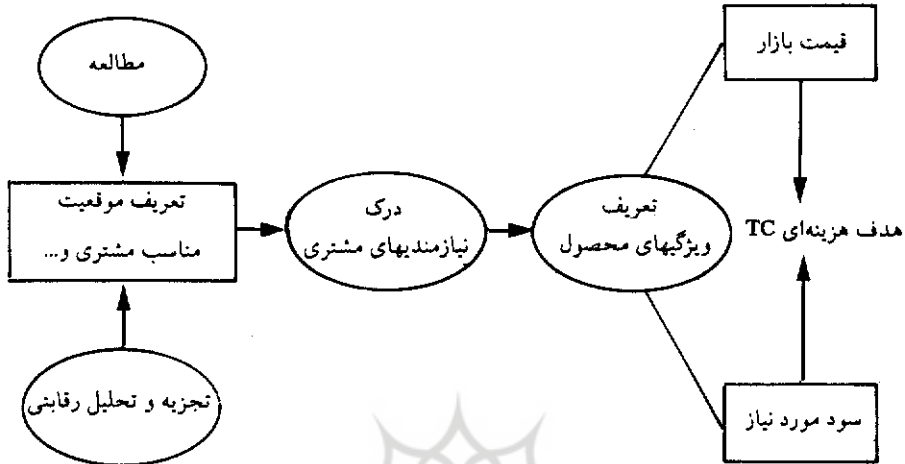 مطالعه
تعریف موقعیت
مناسب مشتری و...
تجزیه و تحلیل رقابتی
درک
نیازمندیهای مشتری
تعریف
ویژگیهای محصول
قیمت بازار
هدف هزینه‌ای TC
سود مورد نیاز